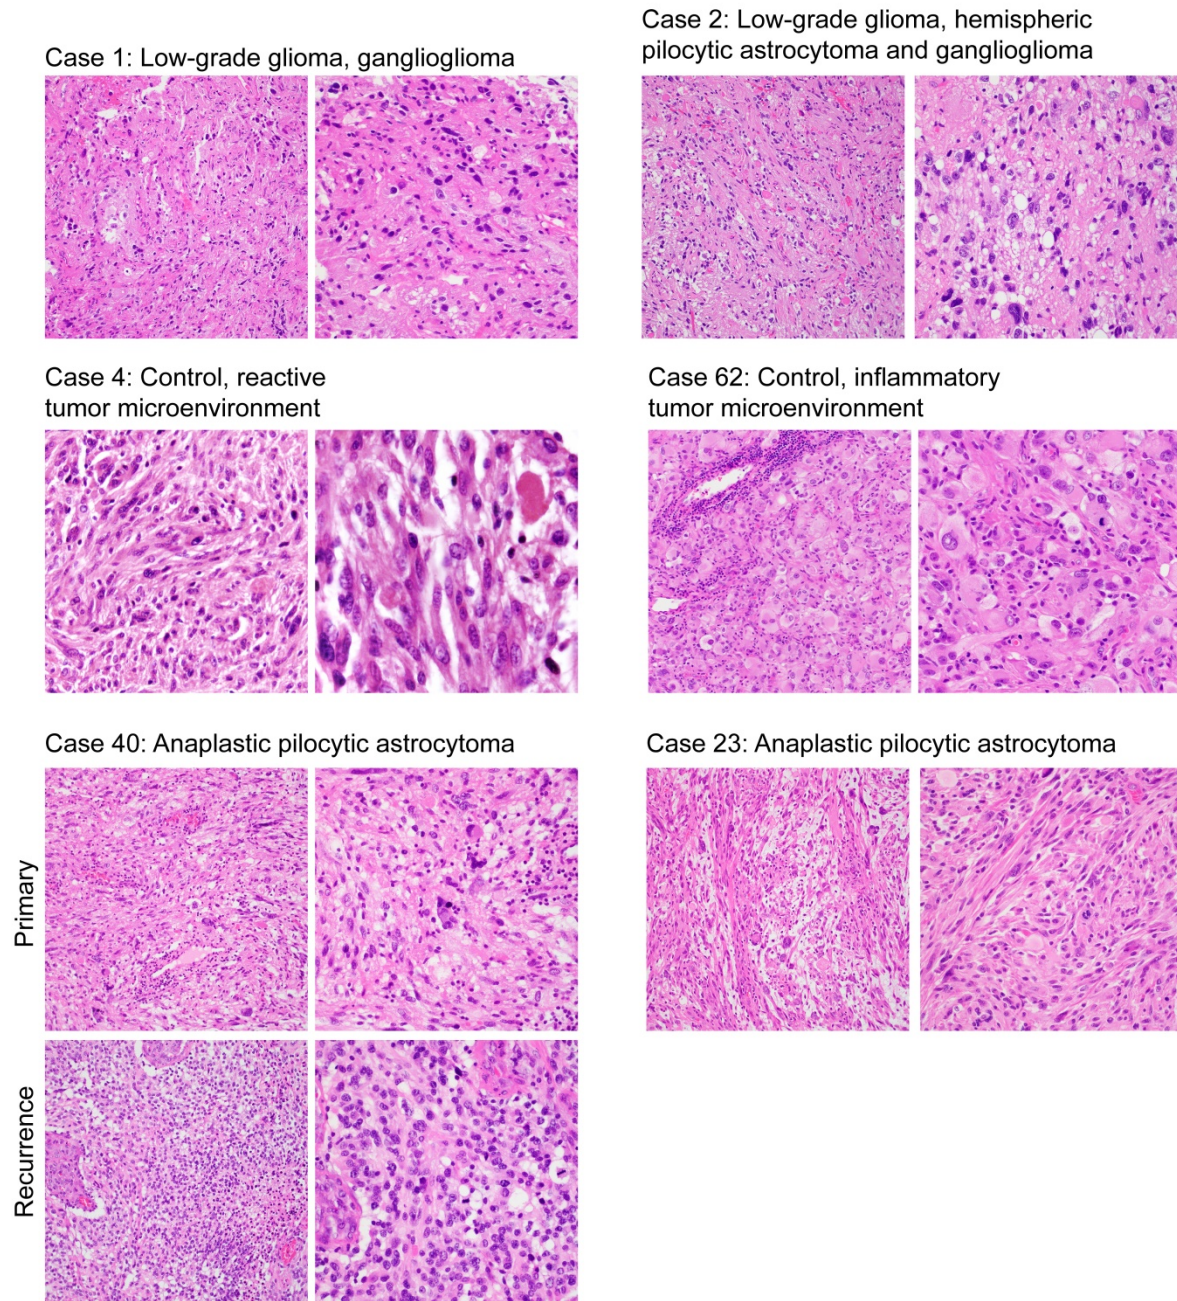 Case 1: Low-grade glioma, ganglioglioma
Case 2: Low-grade glioma, hemispheric
pilocytic astrocytoma and ganglioglioma
Case 4: Control, reactive
tumor microenvironment
Case 62: Control, inflammatory
tumor microenvironment
Case 40: Anaplastic pilocytic astrocytoma
Case 23: Anaplastic pilocytic astrocytoma
Primary
Recurrence